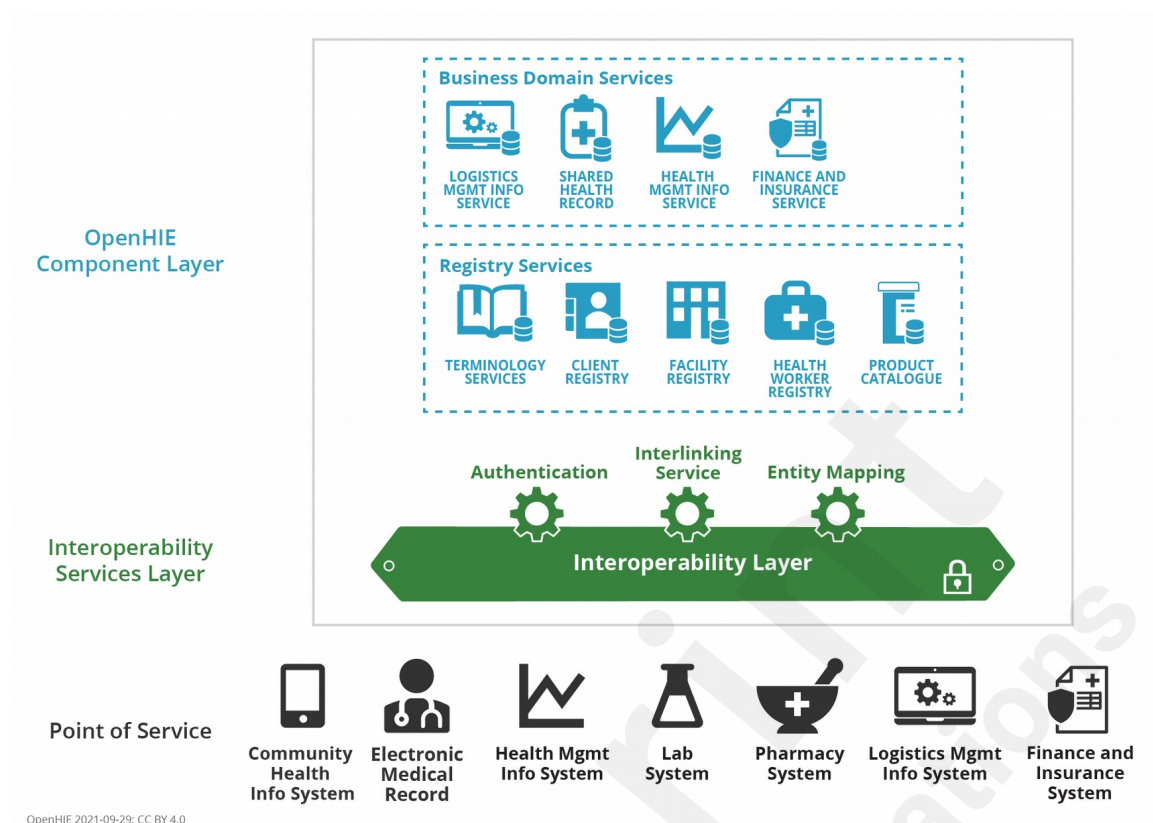 Business Domain Services
LOGISTICS
MGMT INFO
SERVICE
SHARED
HEALTH
RECORD
HEALTH
MGMT INFO
SERVICE
FINANCE AND
INSURANCE
SERVICE
OpenHIE
Component Layer
Registry Services
TERMINOLOGY
SERVICES
CLIENT
REGISTRY
FACILITY
REGISTRY
HEALTH
WORKER
REGISTRY
PRODUCT
CATALOGUE
Authentication
Interlinking
Service
Entity Mapping
Interoperability
Services Layer
Interoperability Layer
Point of Service
Community
Health
Info System
Electronic
Medical
Record
Health Mgmt
Info System
Lab
System
Pharmacy
System
Logistics Mgmt
Info System
Finance and
Insurance
System
OpenHIE 2021-09-29: CC BY 4.0